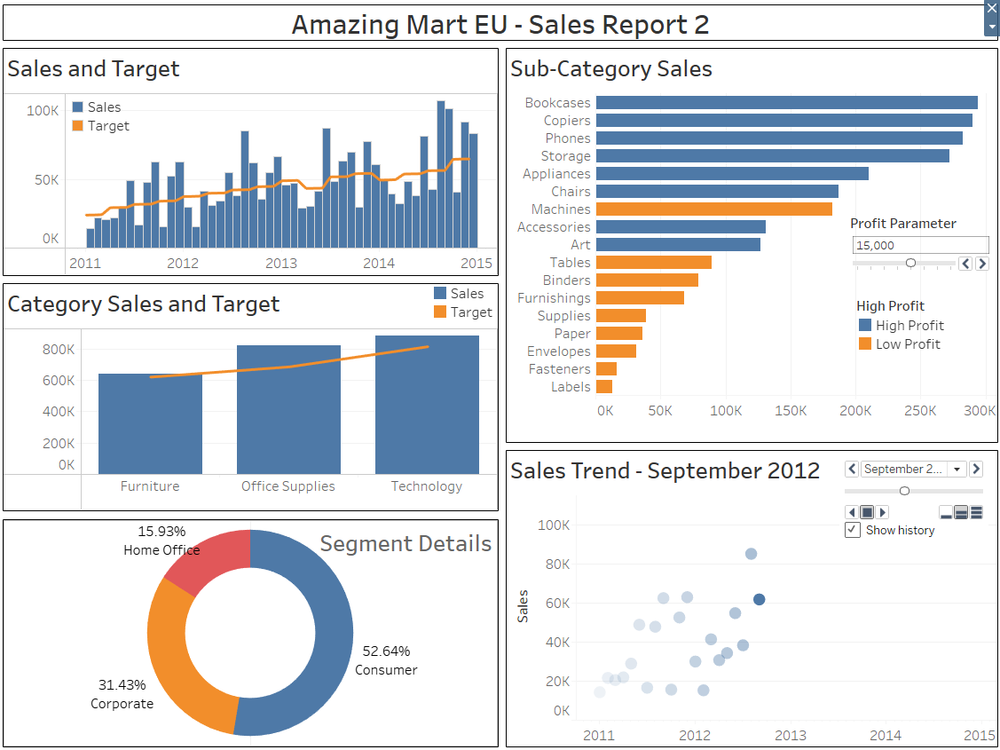 Amazing Mart EU - Sales Report 2
Sales and Target
100K
50K
0K
Sales
Target
2011
2012
2013
2014
2015
Category Sales and Target
Sales
Target
800K
600K
400K
200K
0K
Furniture
Office Supplies
Technology
Segment Details
15.93%
Home Office
52.64%
Consumer
31.43%
Corporate
Sub-Category Sales
Bookcases
Copiers
Phones
Storage
Appliances
Chairs
Machines
Accessories
Art
Tables
Binders
Furnishings
Supplies
Paper
Envelopes
Fasteners
Labels
0K
50K
100K
150K
200K
250K
300K
Profit Parameter
15,000
High Profit
High Profit
Low Profit
Sales Trend - September 2012
September 2...
Show history
Sales
100K
80K
60K
40K
20K
0K
2011
2012
2013
2014
2015